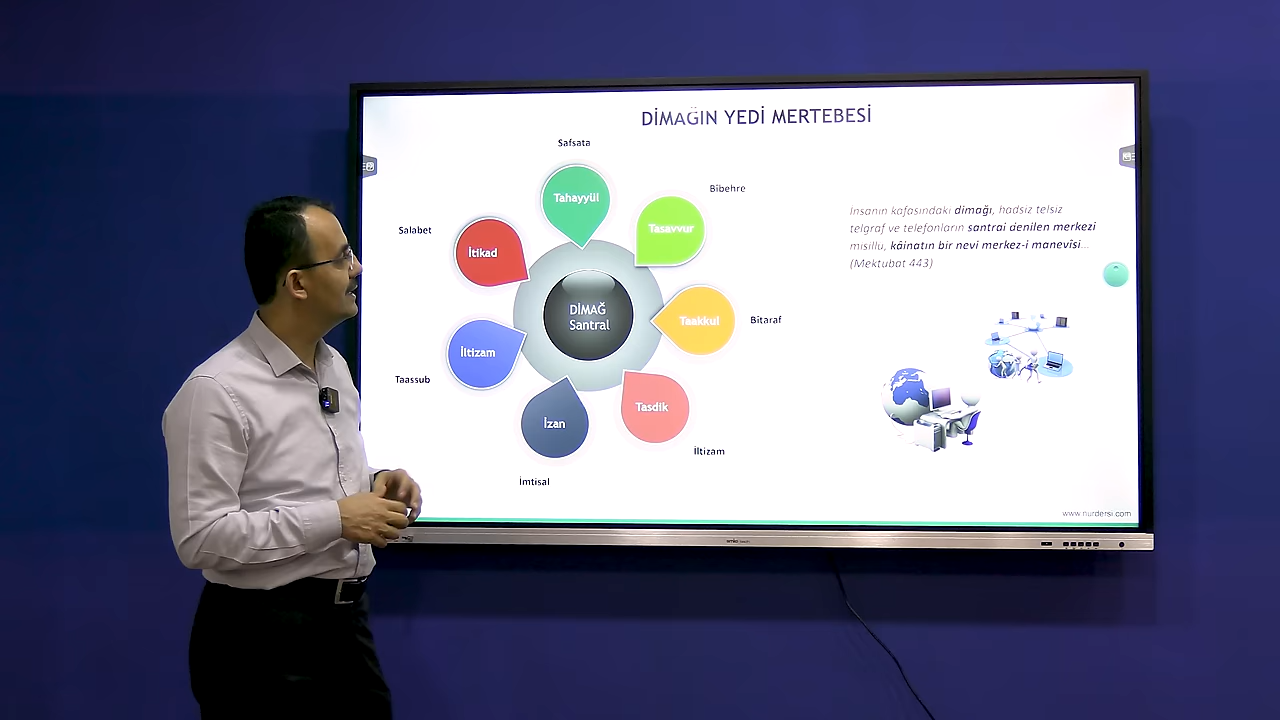 DİMAĞIN YEDİ MERTEBESİ
Safsata
Tahayyül
Bîbehre
Tasavvur
Salabet
İtikad
DİMAĞ
Santral
Taakkul
Bîtaraf
İltizam
Taassub
Tasdik
İzan
İltizam
İmtisal
İnsanın kafasındaki dimağı, hadsiz telsiz
telgraf ve telefonların santral denilen merkezi
misillu, kâinatın bir nevi merkez-i manevîsi...
(Mektubat 443)
www.nurdersi.com